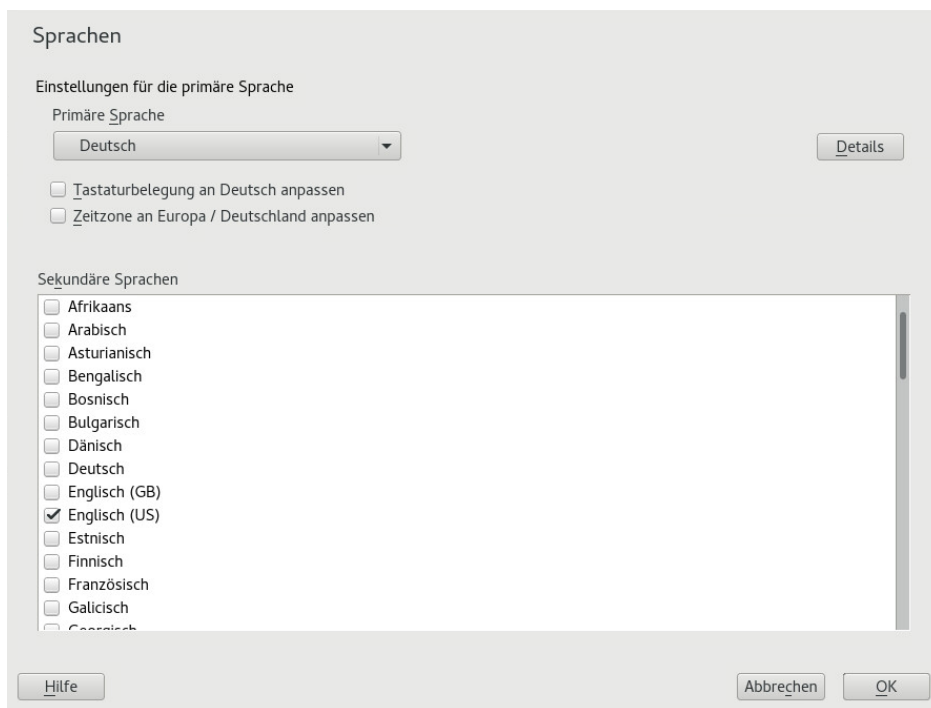 Sprachen
Einstellungen für die primäre Sprache
Primäre Sprache
Deutsch
Details
Tastaturbelegung an Deutsch anpassen
Zeitzone an Europa / Deutschland anpassen
Sekundäre Sprachen
Afrikaans
Arabisch
Asturianisch
Bengalisch
Bosnisch
Bulgarisch
Dänisch
Deutsch
Englisch (GB)
Englisch (US)
Estnisch
Finnisch
Französisch
Galicisch
Georgisch
Hilfe
Abbrechen
OK